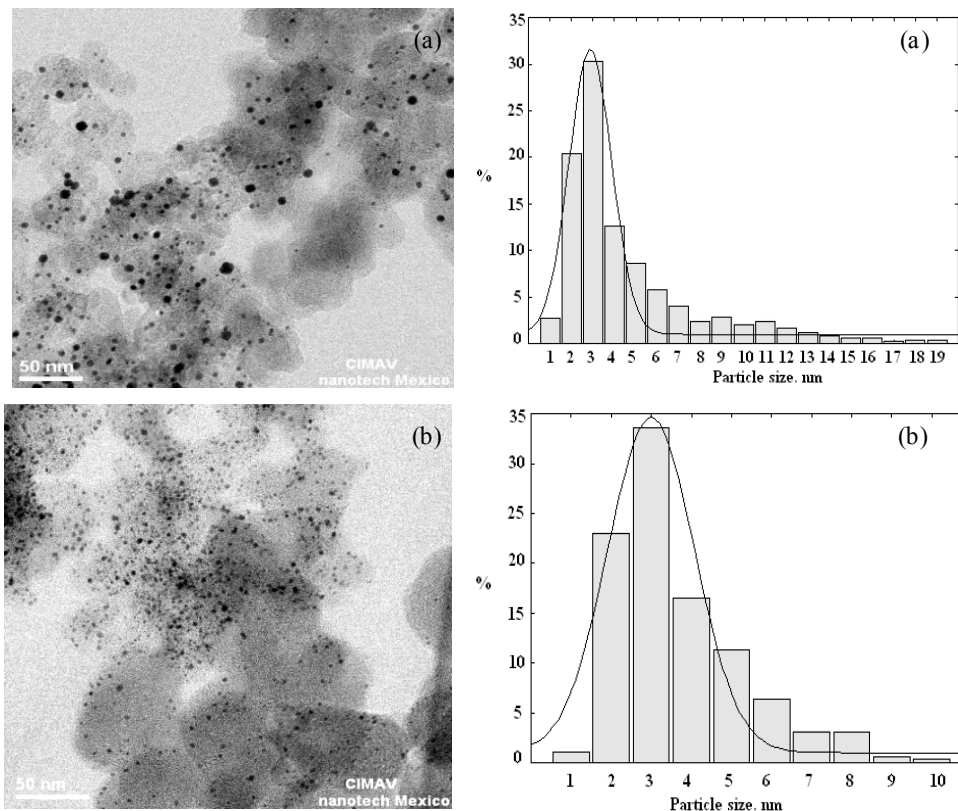 (a)
50 nm
CIMAV
nanotech Mexico
(a)
35
30
25
20
15
10
5
0
%
1 2 3 4 5 6 7 8 9 10 11 12 13 14 15 16 17 18 19
Particle size. nm
(b)
50 nm
CIMAV
nanotech Mexico
(b)
35
30
25
20
15
10
5
0
%
1 2 3 4 5 6 7 8 9 10
Particle size. nm